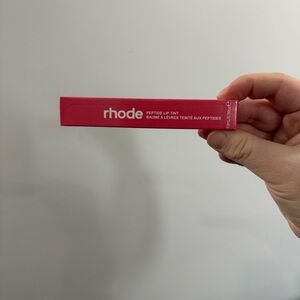 rhode
PEPTIDE LIP TINT
BAUME À LÈVRES TEINTÉ AUX PEPTIDES